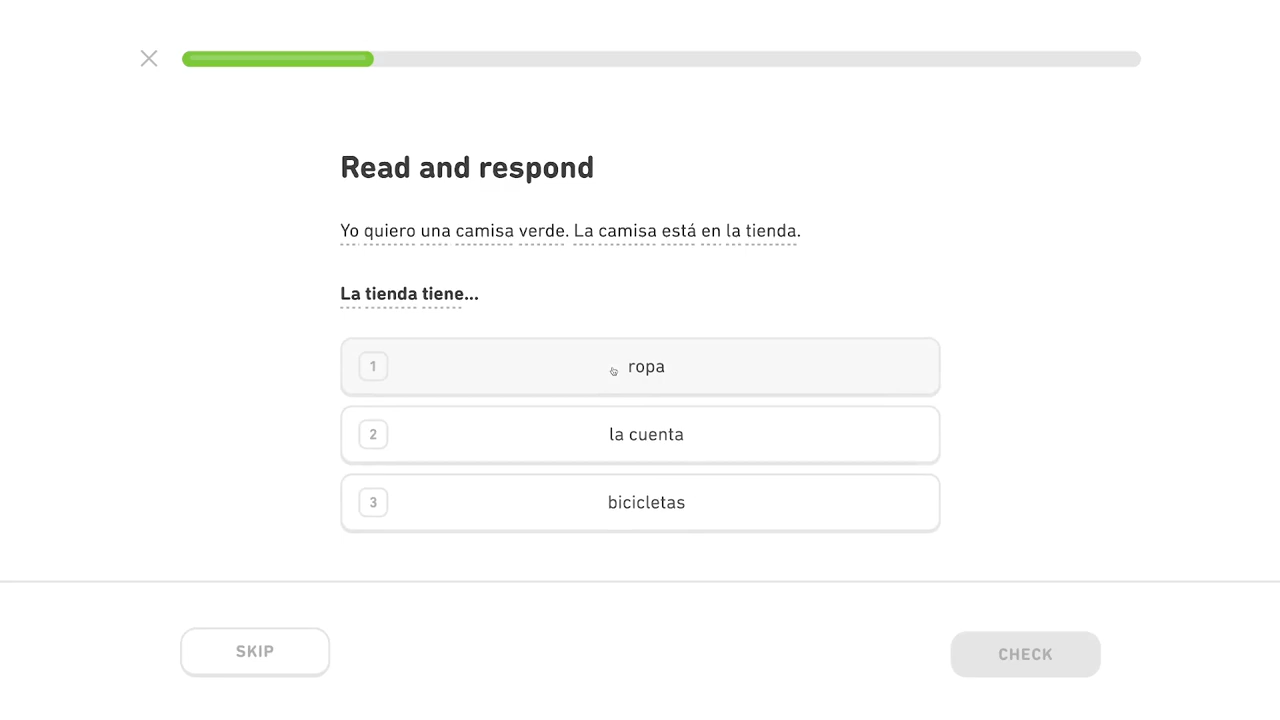 Read and respond
Yo quiero una camisa verde. La camisa está en la tienda.
La tienda tiene...
1 ropa
2 la cuenta
3 bicicletas
SKIP
CHECK